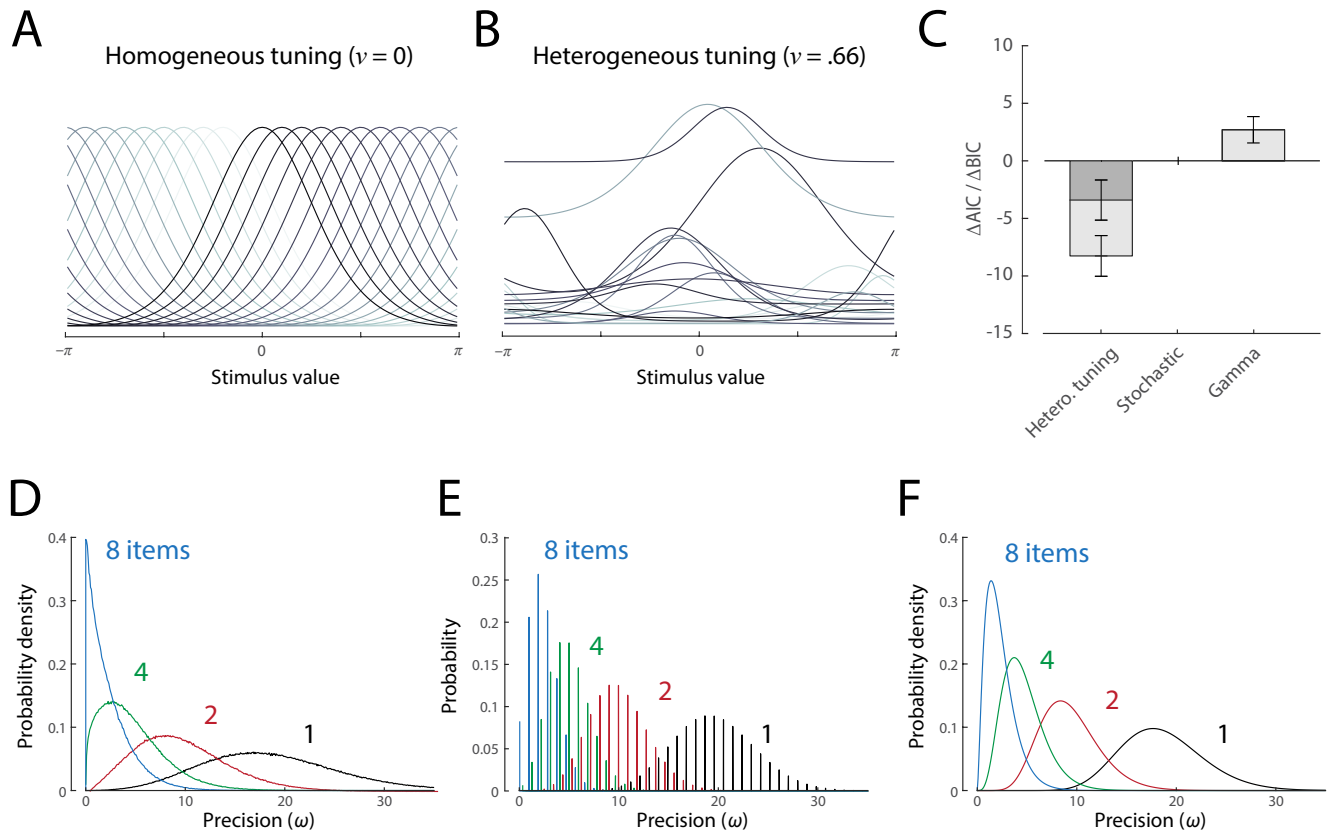 A
Homogeneous tuning (v = 0)
−π
0
π
Stimulus value
B
Heterogeneous tuning (v = .66)
−π
0
π
Stimulus value
C
10
5
0
-5
-10
-15
ΔAIC / ΔBIC
Hetero. tuning
Stochastic
Gamma
D
0.4
0.3
0.2
0.1
0
Probability density
8 items
4
2
1
0
10
20
30
Precision (ω)
E
0.30
0.25
0.20
0.15
0.10
0.05
0
Probability
8 items
4
2
1
0
10
20
30
Precision (ω)
F
0.4
0.3
0.2
0.1
0
Probability density
8 items
4
2
1
0
10
20
30
Precision (ω)